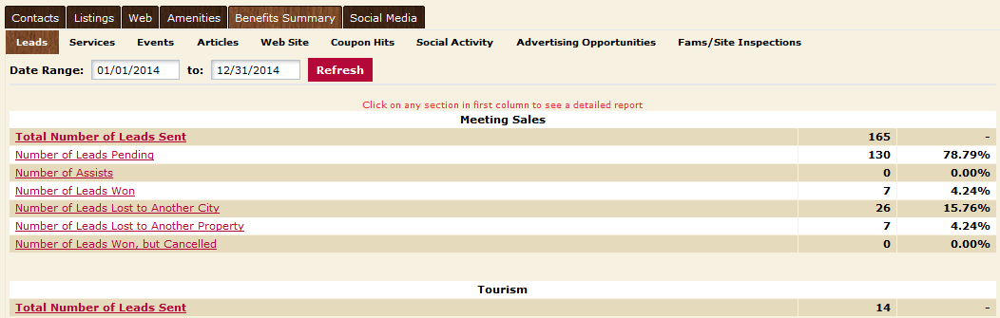 Contacts Listings Web Amenities Benefits Summary Social Media
Leads Services Events Articles Web Site Coupon Hits Social Activity Advertising Opportunities Fams/Site Inspections
Date Range: 01/01/2014 to: 12/31/2014 Refresh
Click on any section in first column to see a detailed report
Meeting Sales
Total Number of Leads Sent 165 -
Number of Leads Pending 130 78.79%
Number of Assists 0 0.00%
Number of Leads Won 7 4.24%
Number of Leads Lost to Another City 26 15.76%
Number of Leads Lost to Another Property 7 4.24%
Number of Leads Won, but Cancelled 0 0.00%
Tourism
Total Number of Leads Sent 14 -